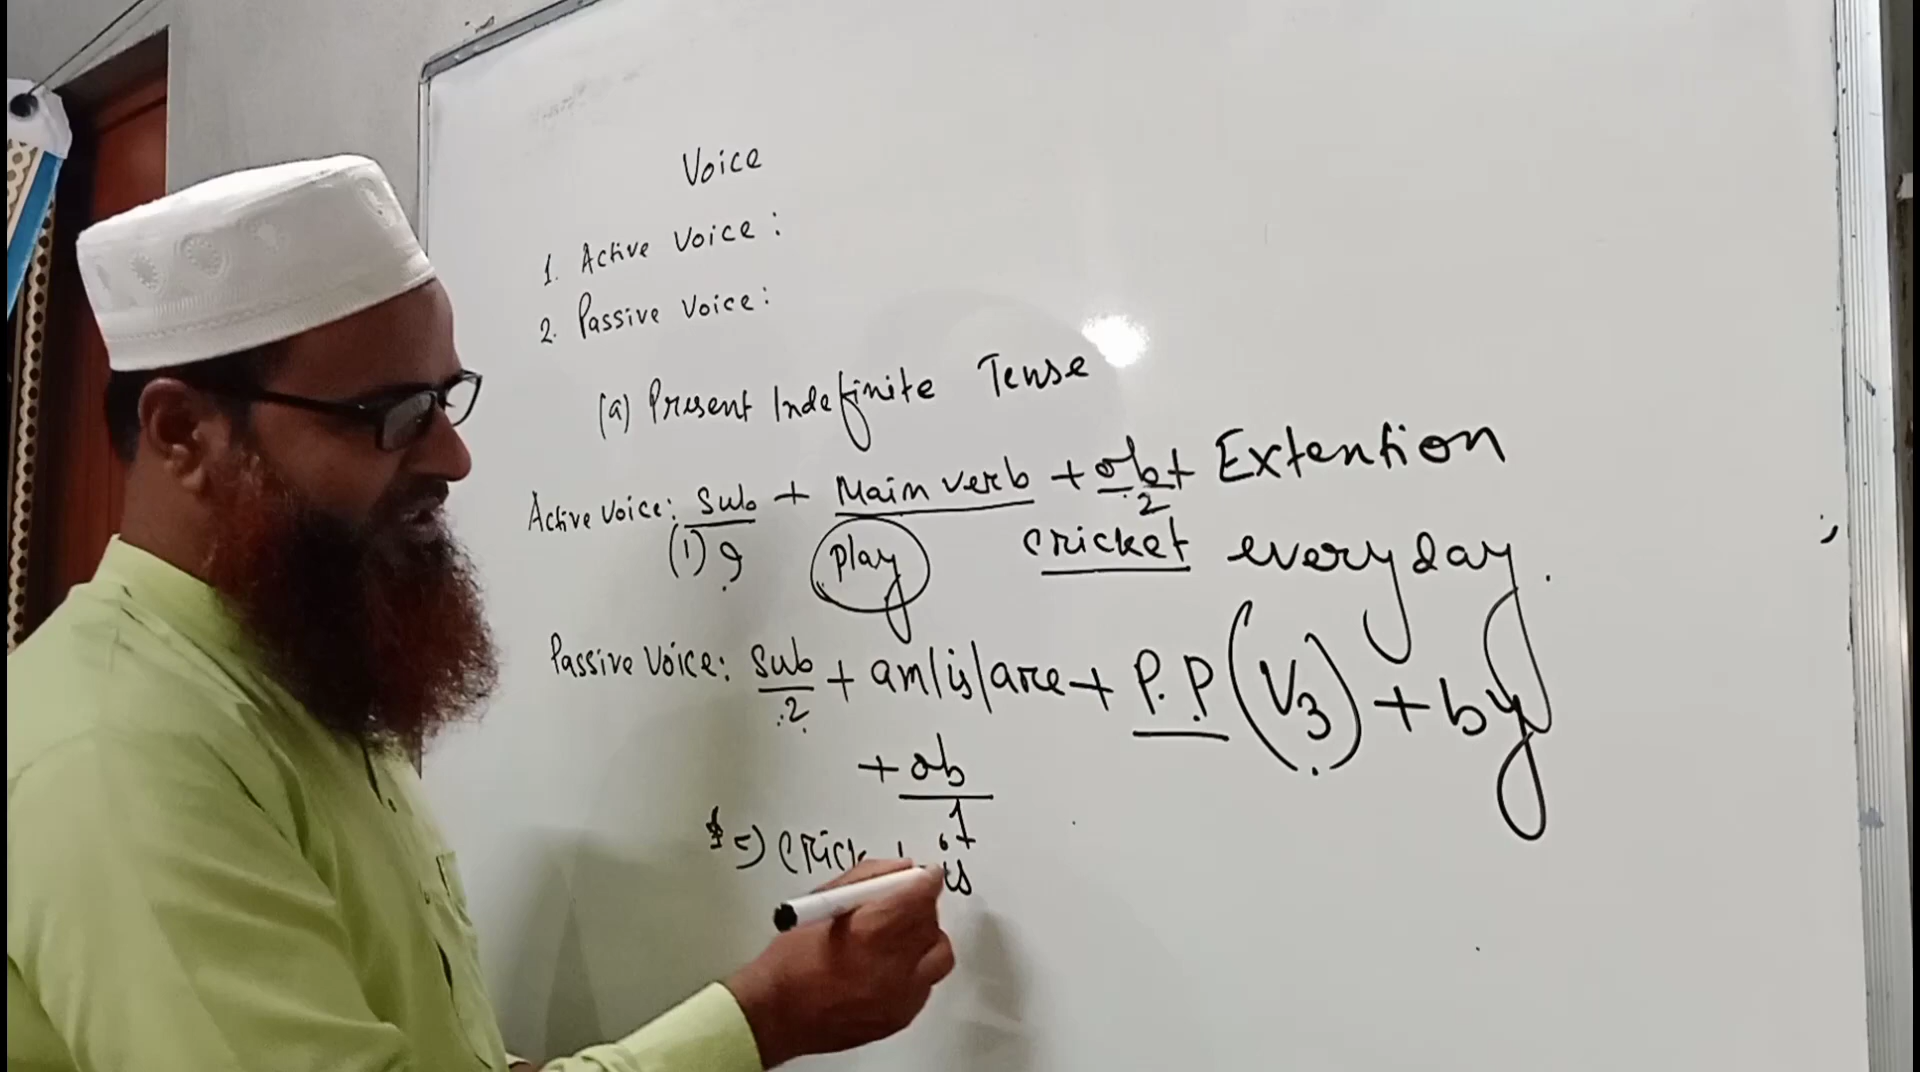 Voice
1. Active Voice :
2. Passive Voice :
(a) Present Indefinite Tense
Active Voice: Sub + Main verb + ob + Extention
2
(1) I play cricket every day.
Passive Voice: Sub + am/is/are + P.P (V3) + by
2
+ ob
1
=) is